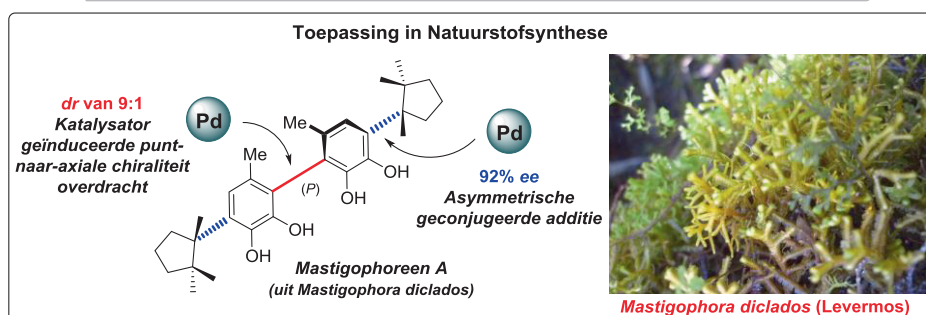 Toepassing in Natuurstofsynthese
dr van 9:1
Katalysator
geïnduceerde punt-
naar-axiale chiraliteit
overdracht
Pd
Me
Me
(P)
OH
OH
OH
OH
Pd
92% ee
Asymmetrische
geconjugeerde additie
Mastigophoreen A
(uit Mastigophora diclados)
Mastigophora diclados (Levermos)